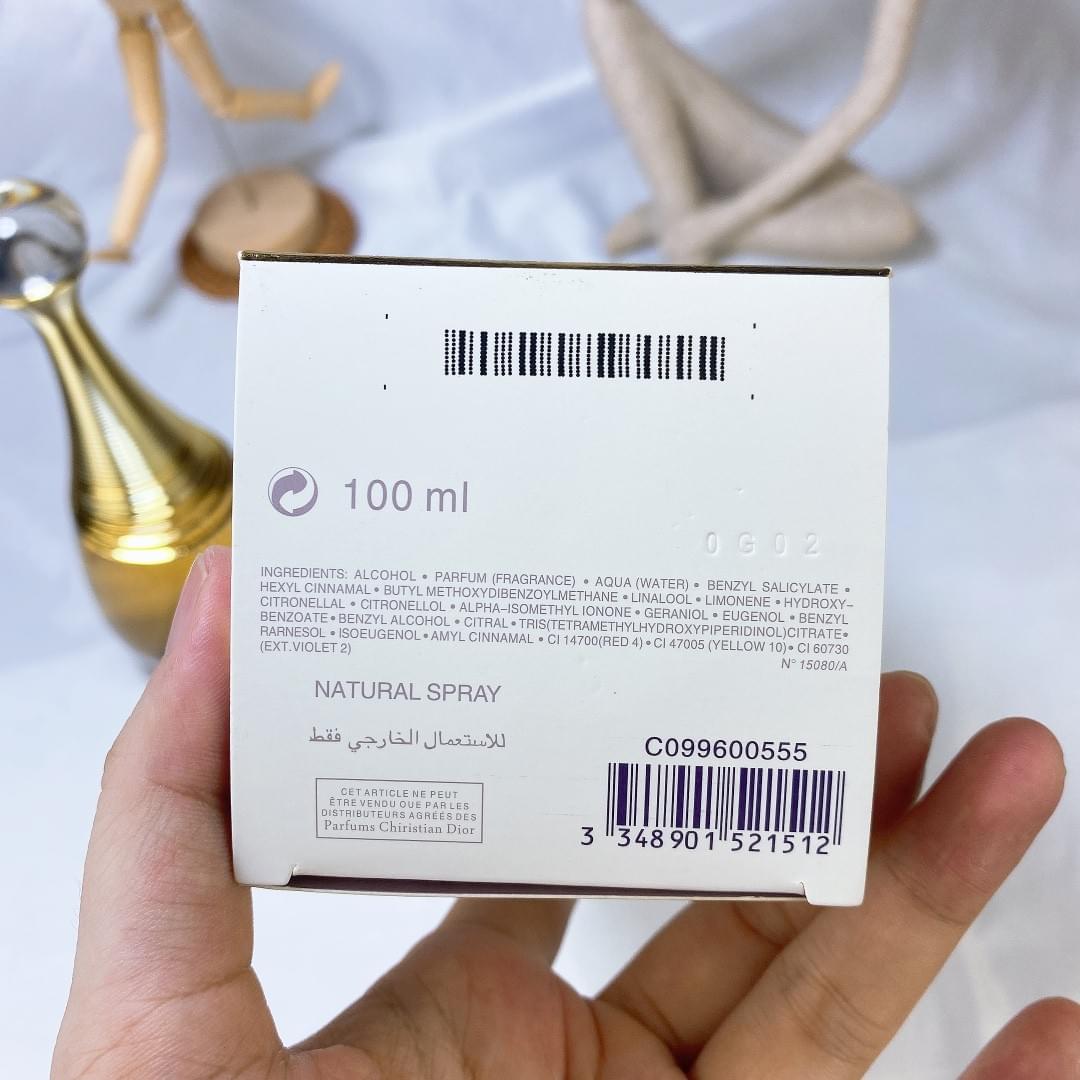 100 ml
0G02
INGREDIENTS: ALCOHOL • PARFUM (FRAGRANCE) • AQUA (WATER) • BENZYL SALICYLATE •
HEXYL CINNAMAL • BUTYL METHOXYDIBENZOYLMETHANE • LINALOOL • LIMONENE • HYDROXY-
CITRONELLAL • CITRONELLOL • ALPHA-ISOMETHYL IONONE • GERANIOL • EUGENOL • BENZYL
BENZOATE • BENZYL ALCOHOL • CITRAL • TRIS(TETRAMETHYLHYDROXYPIPERIDINOL)CITRATE•
RARNESOL • ISOEUGENOL • AMYL CINNAMAL • CI 14700(RED 4) • CI 47005 (YELLOW 10) • CI 60730
(EXT.VIOLET 2)
N° 15080/A
NATURAL SPRAY
للاستعمال الخارجي فقط
CET ARTICLE NE PEUT
ÊTRE VENDU OUE PAR LES
DISTRIBUTEURS AGRÉÉS DES
Parfums Chiristian Dior
C099600555
3 348901 521512